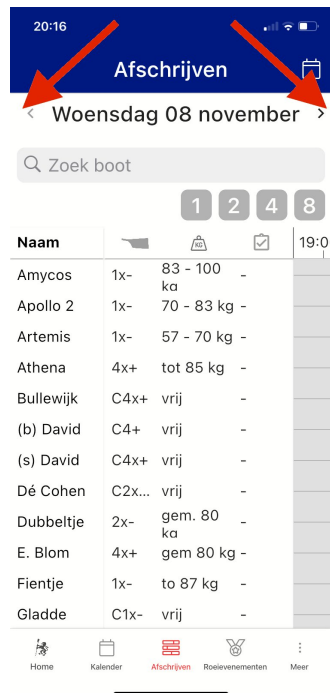 20:16
Afschrijven
< Woensdag 08 november >
Zoek boot
1 2 4 8
Naam KG 19:0
Amycos 1x- 83 - 100 kg -
Apollo 2 1x- 70 - 83 kg -
Artemis 1x- 57 - 70 kg -
Athena 4x+ tot 85 kg -
Bullewijk C4x+ vrij -
(b) David C4+ vrij -
(s) David C4x+ vrij -
Dé Cohen C2x... vrij -
Dubbeltje 2x- gem. 80 kg -
E. Blom 4x+ gem 80 kg -
Fientje 1x- to 87 kg -
Gladde C1x- vrij -
Home Kalender Afschrijven Roeievenementen Meer